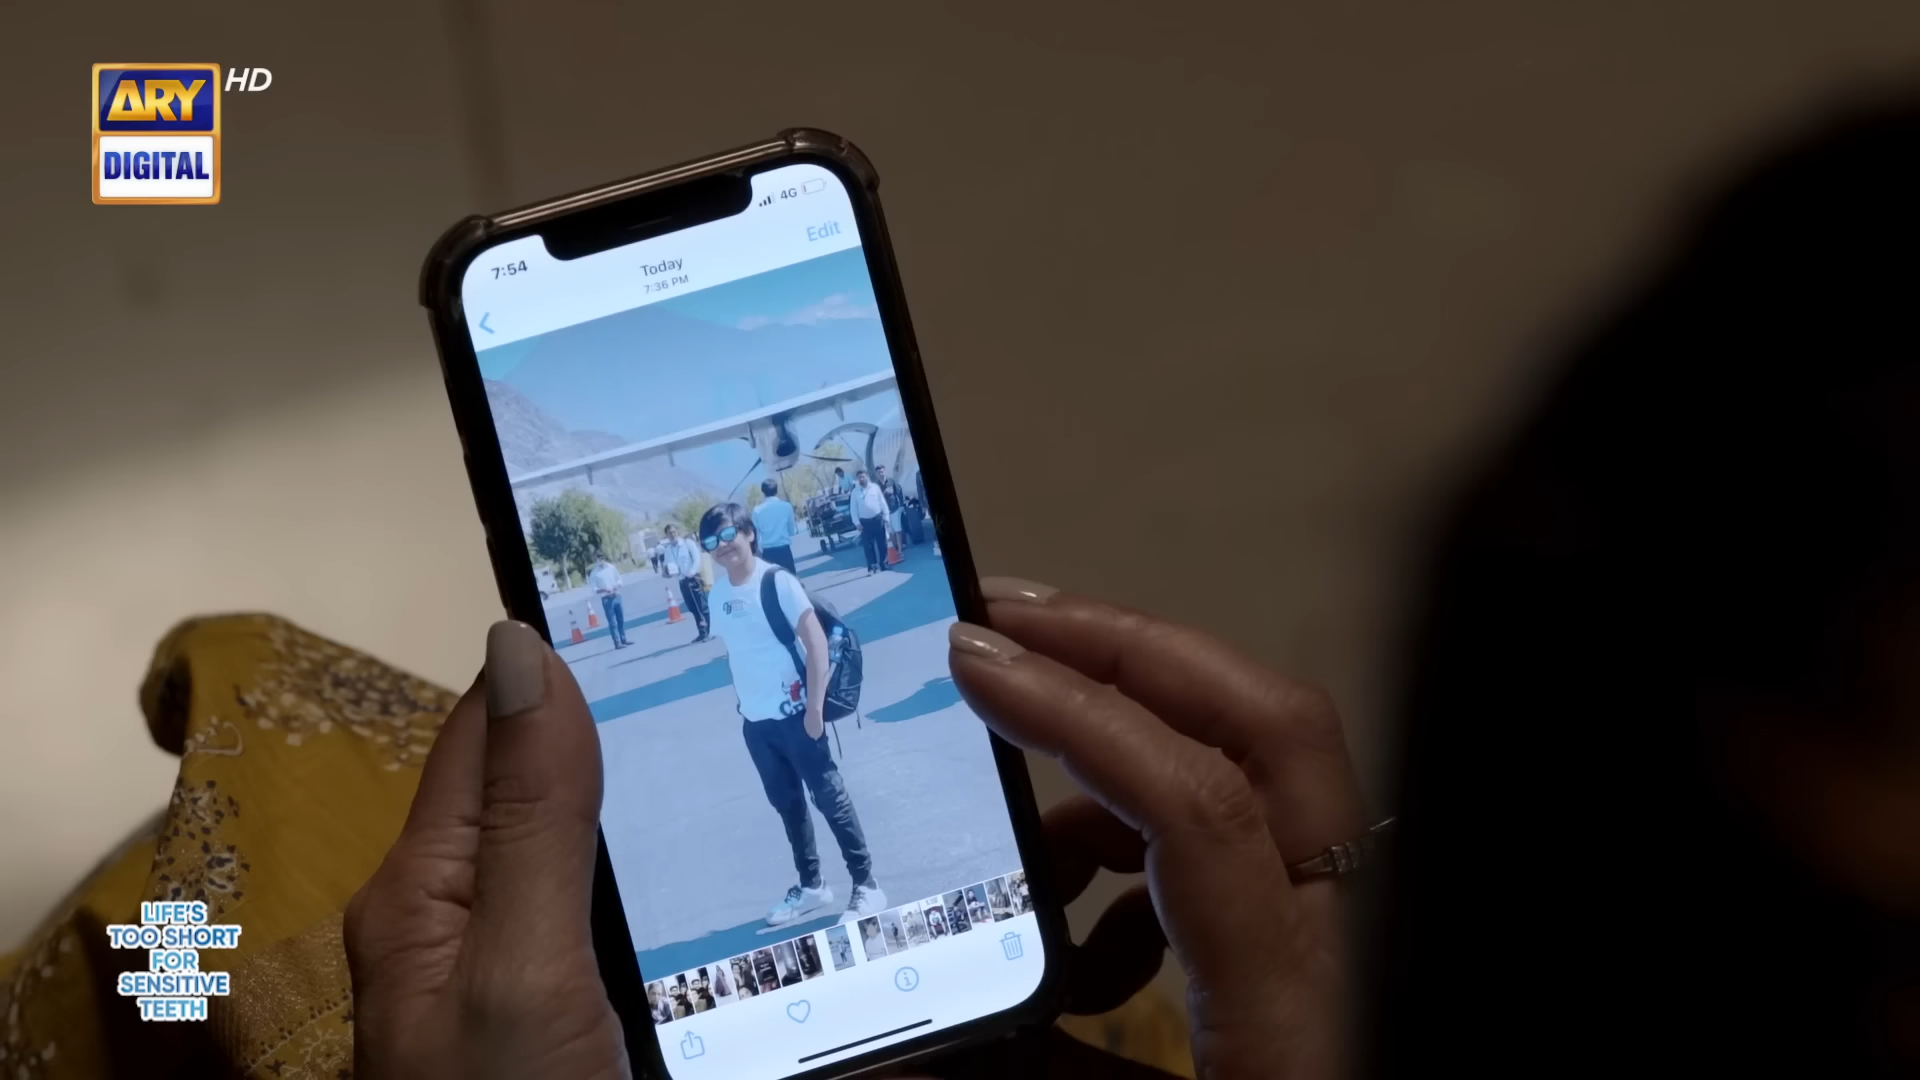 ARY
HD
DIGITAL
7:54
4G
Edit
Today
7:36 PM
LIFE'S
TOO SHORT
FOR
SENSITIVE
TEETH